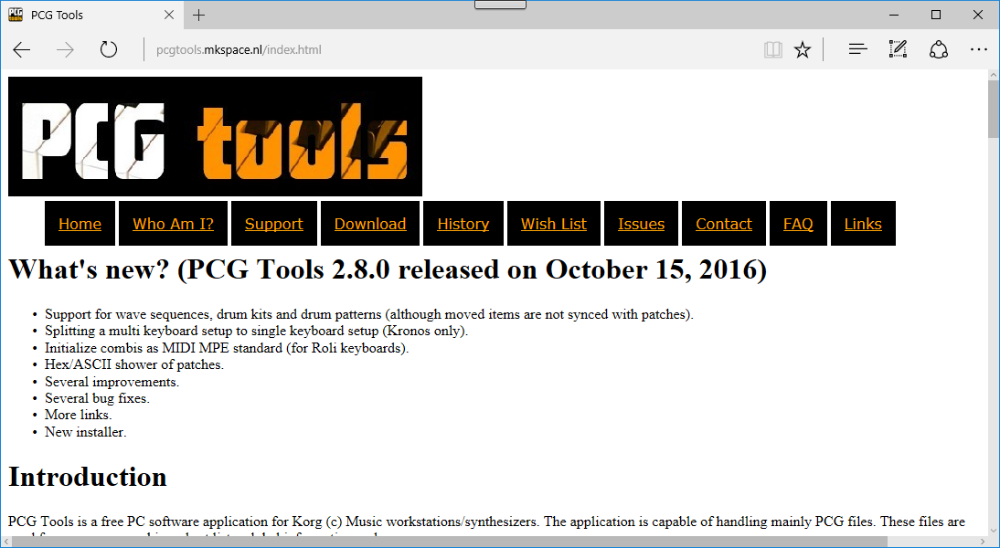 PCG tools PCG Tools
pcgtools.mkspace.nl/index.html
PCG tools
Home Who Am I? Support Download History Wish List Issues Contact FAQ Links
What's new? (PCG Tools 2.8.0 released on October 15, 2016)
• Support for wave sequences, drum kits and drum patterns (although moved items are not synced with patches).
• Splitting a multi keyboard setup to single keyboard setup (Kronos only).
• Initialize combis as MIDI MPE standard (for Roli keyboards).
• Hex/ASCII shower of patches.
• Several improvements.
• Several bug fixes.
• More links.
• New installer.
Introduction
PCG Tools is a free PC software application for Korg (c) Music workstations/synthesizers. The application is capable of handling mainly PCG files. These files are